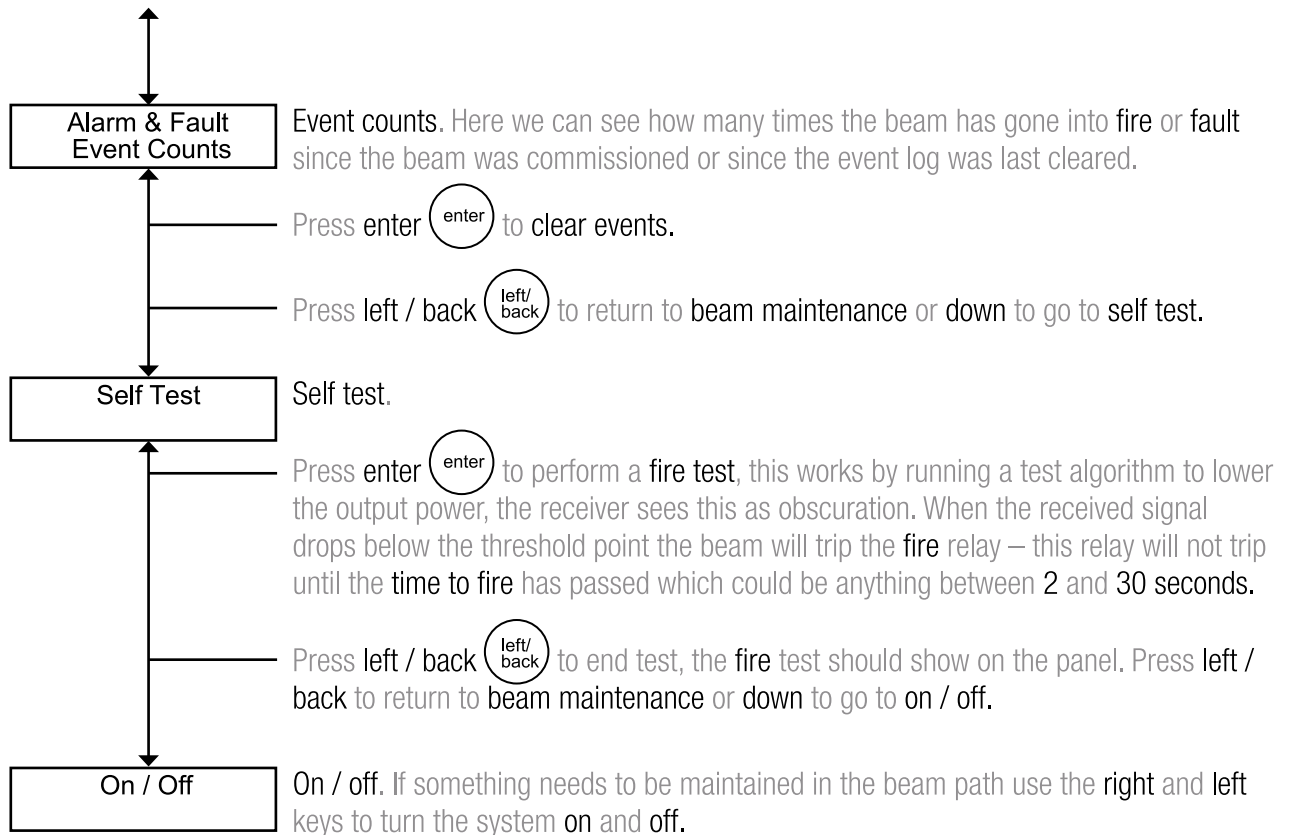 Alarm & Fault
Event Counts
Event counts. Here we can see how many times the beam has gone into fire or fault
since the beam was commissioned or since the event log was last cleared.
Press enter enter to clear events.
Press left / back left/ back to return to beam maintenance or down to go to self test.
Self Test
Self test.
Press enter enter to perform a fire test, this works by running a test algorithm to lower
the output power, the receiver sees this as obscuration. When the received signal
drops below the threshold point the beam will trip the fire relay – this relay will not trip
until the time to fire has passed which could be anything between 2 and 30 seconds.
Press left / back left/ back to end test, the fire test should show on the panel. Press left /
back to return to beam maintenance or down to go to on / off.
On / Off
On / off. If something needs to be maintained in the beam path use the right and left
keys to turn the system on and off.